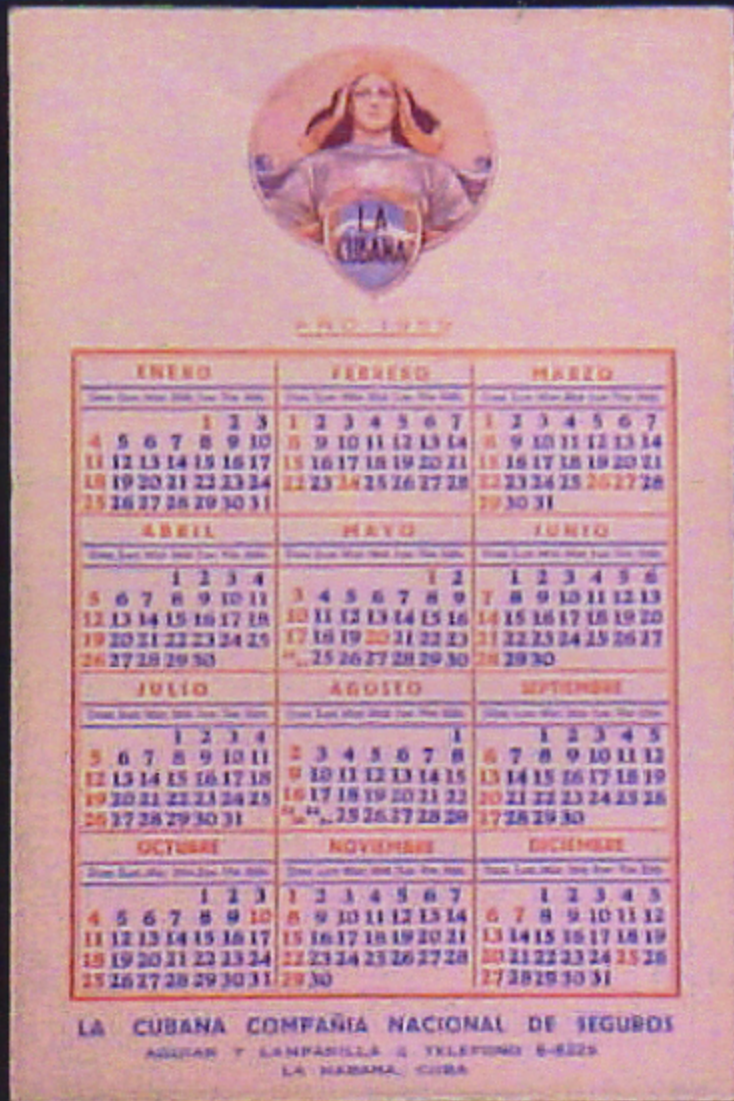 LA
CUBANA
AÑO 1959
ENERO
1 2 3
4 5 6 7 8 9 10
11 12 13 14 15 16 17
18 19 20 21 22 23 24
25 26 27 28 29 30 31
FEBRERO
1 2 3 4 5 6 7
8 9 10 11 12 13 14
15 16 17 18 19 20 21
22 23 24 25 26 27 28
MARZO
1 2 3 4 5 6 7
8 9 10 11 12 13 14
15 16 17 18 19 20 21
22 23 24 25 26 27 28
29 30 31
ABRIL
1 2 3 4
5 6 7 8 9 10 11
12 13 14 15 16 17 18
19 20 21 22 23 24 25
26 27 28 29 30
MAYO
1 2
3 4 5 6 7 8 9
10 11 12 13 14 15 16
17 18 19 20 21 22 23
25 26 27 28 29 30
JUNIO
1 2 3 4 5 6
7 8 9 10 11 12 13
14 15 16 17 18 19 20
21 22 23 24 25 26 27
28 29 30
JULIO
1 2 3 4
5 6 7 8 9 10 11
12 13 14 15 16 17 18
19 20 21 22 23 24 25
26 27 28 29 30 31
AGOSTO
1
2 3 4 5 6 7 8
9 10 11 12 13 14 15
16 17 18 19 20 21 22
25 26 27 28 29
SEPTIEMBRE
1 2 3 4 5
6 7 8 9 10 11 12
13 14 15 16 17 18 19
20 21 22 23 24 25 26
27 28 29 30
OCTUBRE
1 2 3
4 5 6 7 8 9 10
11 12 13 14 15 16 17
18 19 20 21 22 23 24
25 26 27 28 29 30 31
NOVIEMBRE
1 2 3 4 5 6 7
8 9 10 11 12 13 14
15 16 17 18 19 20 21
22 23 24 25 26 27 28
29 30
DICIEMBRE
1 2 3 4 5
6 7 8 9 10 11 12
13 14 15 16 17 18 19
20 21 22 23 24 25 26
27 28 29 30 31
LA CUBANA COMPAÑIA NACIONAL DE SEGUROS
AGUIAR Y LAMPARILLA TELEFONO
LA HABANA, CUBA